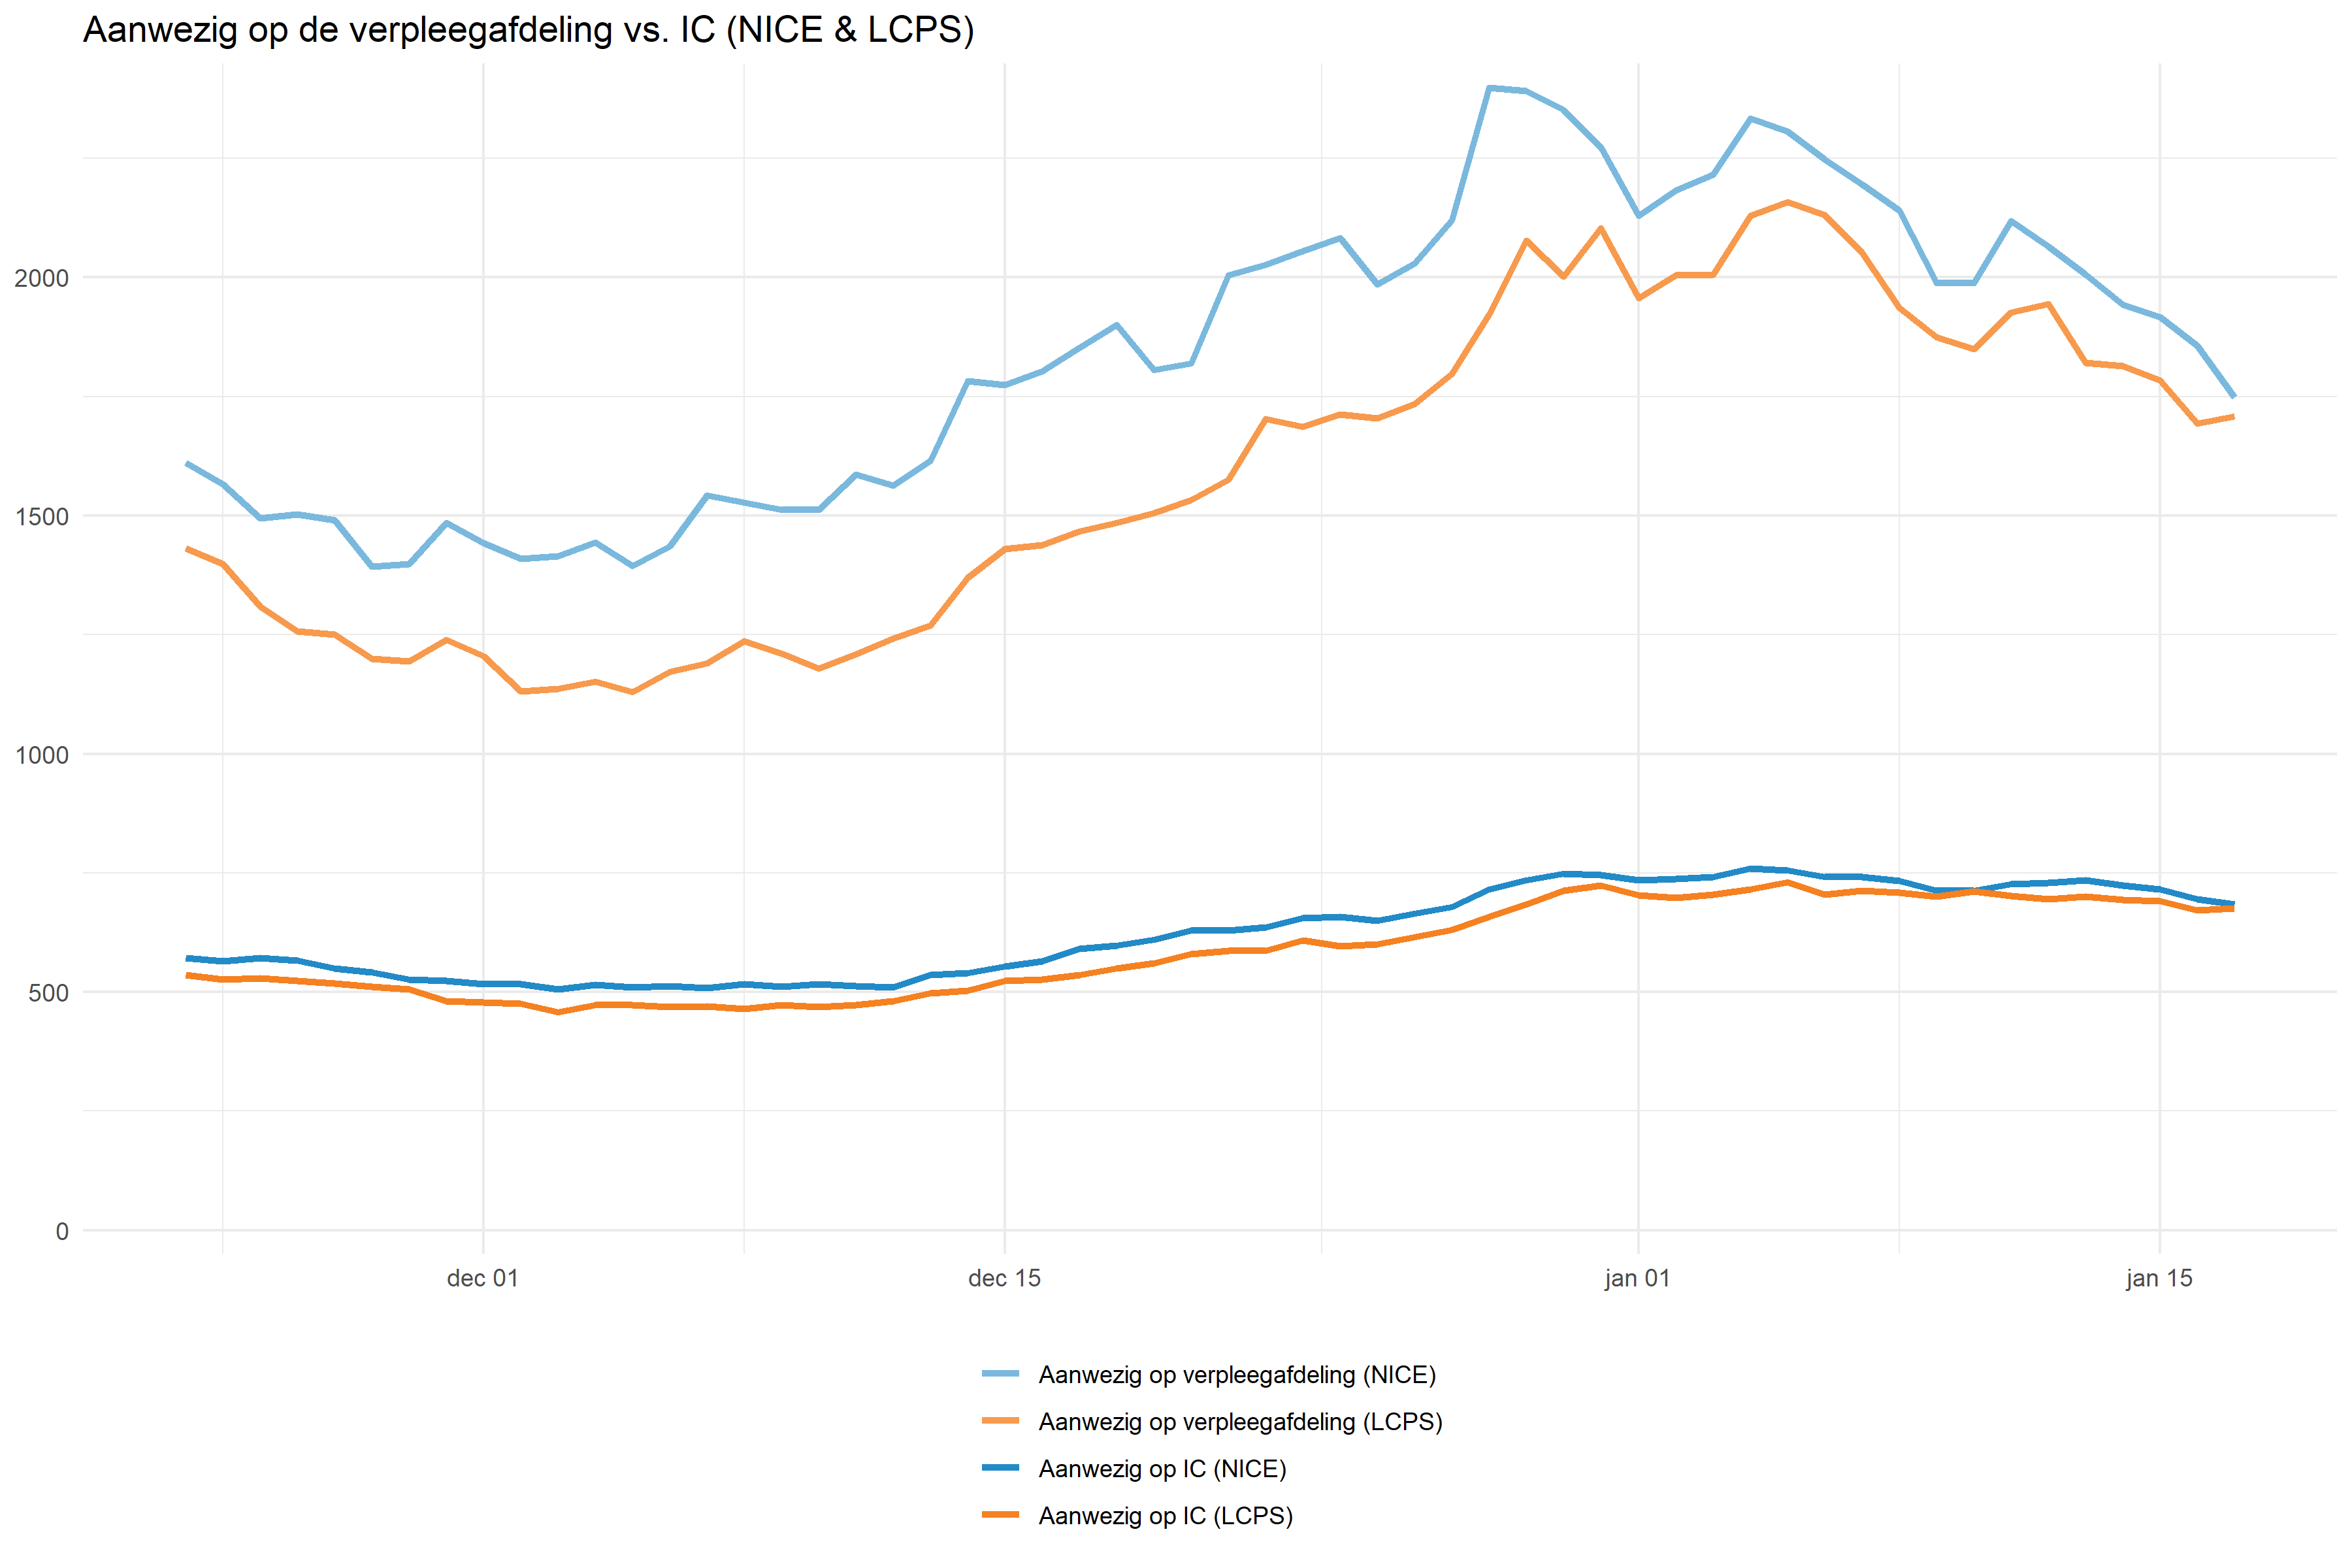 Aanwezig op de verpleegafdeling vs. IC (NICE & LCPS)
2000
1500
1000
500
0
dec 01
dec 15
jan 01
jan 15
Aanwezig op verpleegafdeling (NICE)
Aanwezig op verpleegafdeling (LCPS)
Aanwezig op IC (NICE)
Aanwezig op IC (LCPS)